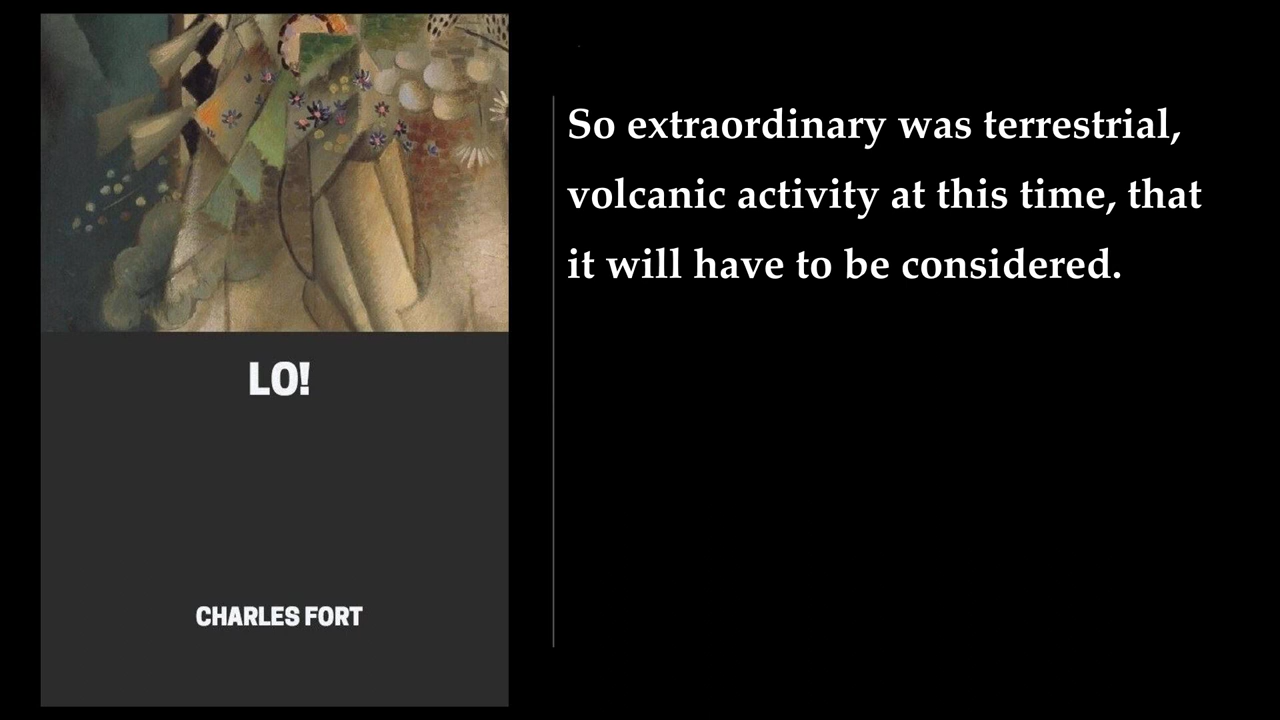 LO!
CHARLES FORT
So extraordinary was terrestrial,
volcanic activity at this time, that
it will have to be considered.